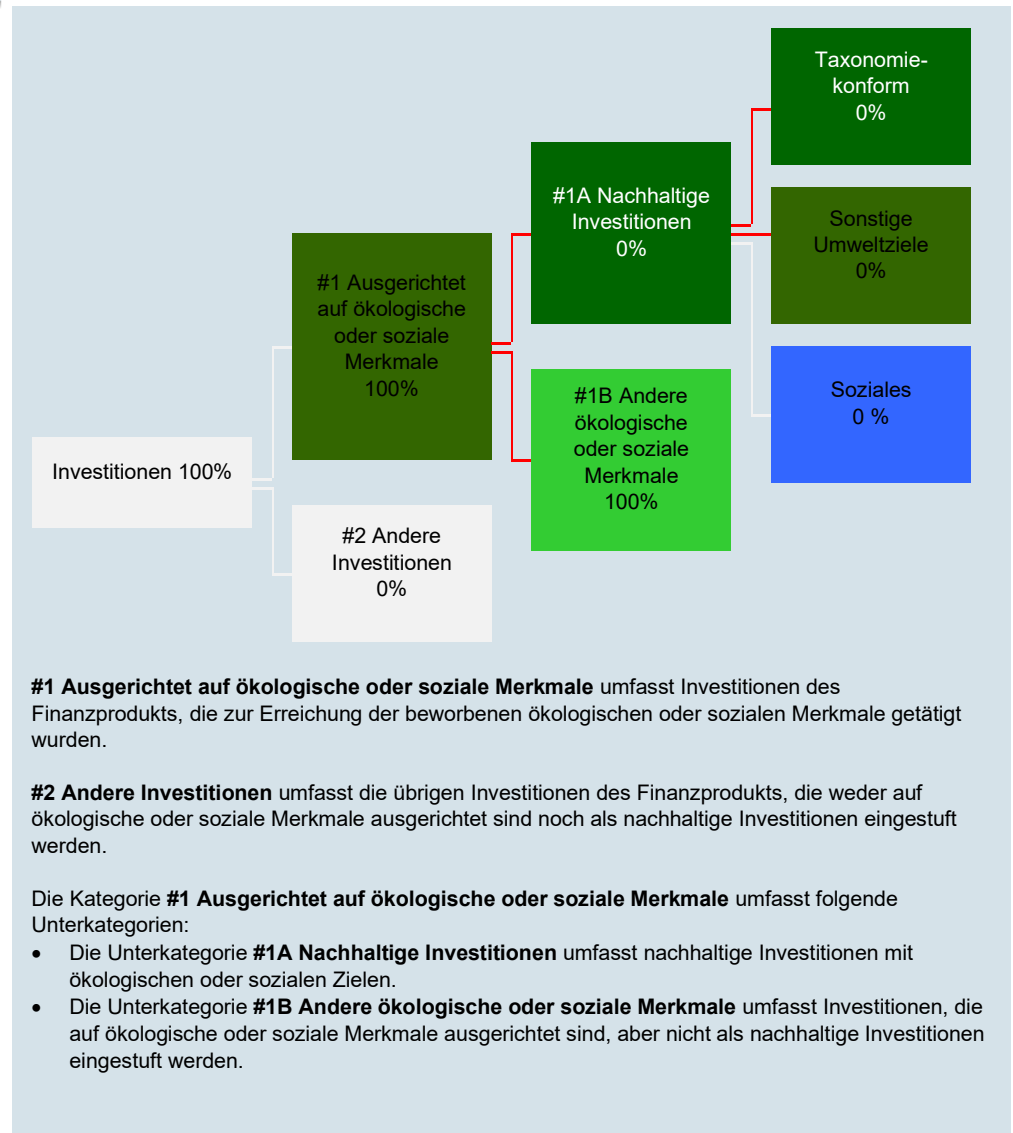 Taxonomie-
konform
0%
#1A Nachhaltige
Investitionen
0%
Sonstige
Umweltziele
0%
#1 Ausgerichtet
auf ökologische
oder soziale
Merkmale
100%
#1B Andere
ökologische
oder soziale
Merkmale
100%
Soziales
0 %
Investitionen 100%
#2 Andere
Investitionen
0%
#1 Ausgerichtet auf ökologische oder soziale Merkmale umfasst Investitionen des
Finanzprodukts, die zur Erreichung der beworbenen ökologischen oder sozialen Merkmale getätigt
wurden.
#2 Andere Investitionen umfasst die übrigen Investitionen des Finanzprodukts, die weder auf
ökologische oder soziale Merkmale ausgerichtet sind noch als nachhaltige Investitionen eingestuft
werden.
Die Kategorie #1 Ausgerichtet auf ökologische oder soziale Merkmale umfasst folgende
Unterkategorien:
• Die Unterkategorie #1A Nachhaltige Investitionen umfasst nachhaltige Investitionen mit
ökologischen oder sozialen Zielen.
• Die Unterkategorie #1B Andere ökologische oder soziale Merkmale umfasst Investitionen, die
auf ökologische oder soziale Merkmale ausgerichtet sind, aber nicht als nachhaltige Investitionen
eingestuft werden.